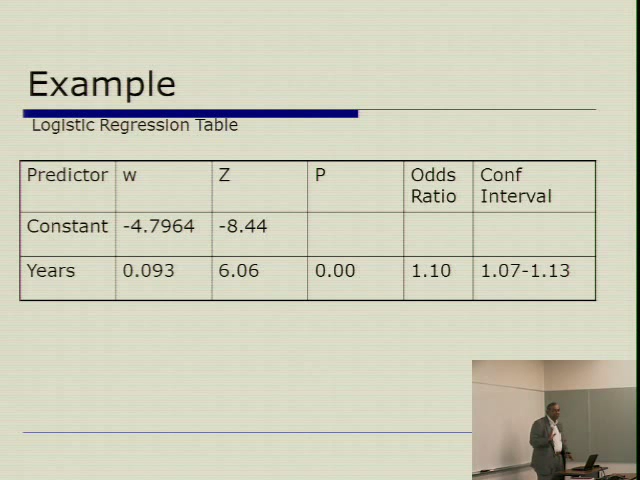 Example
Logistic Regression Table
Predictor w Z P Odds Ratio Conf Interval
Constant -4.7964 -8.44
Years 0.093 6.06 0.00 1.10 1.07-1.13